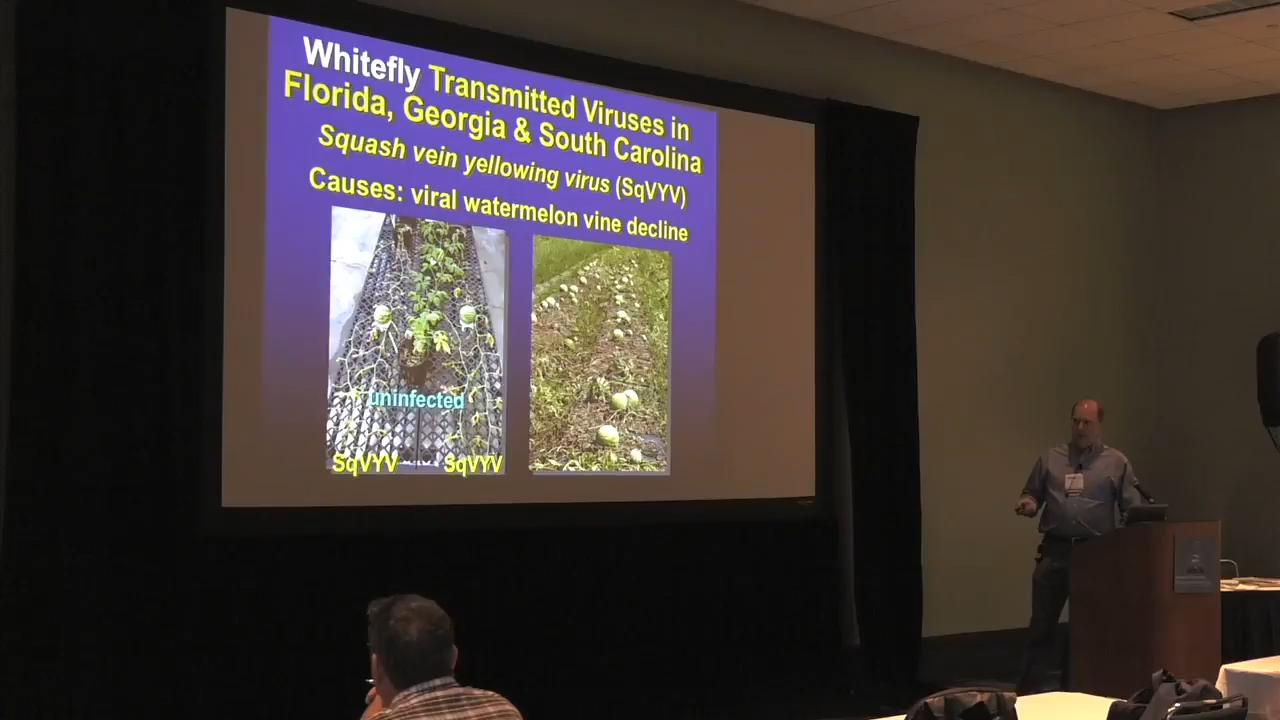 Whitefly Transmitted Viruses in
Florida, Georgia & South Carolina
Squash vein yellowing virus (SqVYV)
Causes: viral watermelon vine decline
uninfected
SqVYV SqVYV